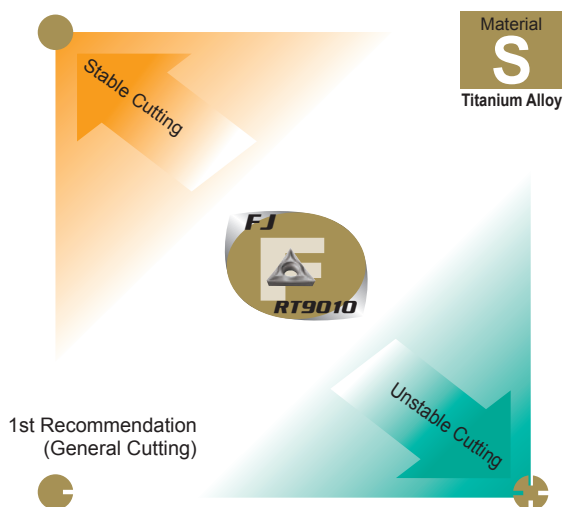 Material
S
Titanium Alloy
Stable Cutting
FJ
F
RT9010
Unstable Cutting
1st Recommendation
(General Cutting)